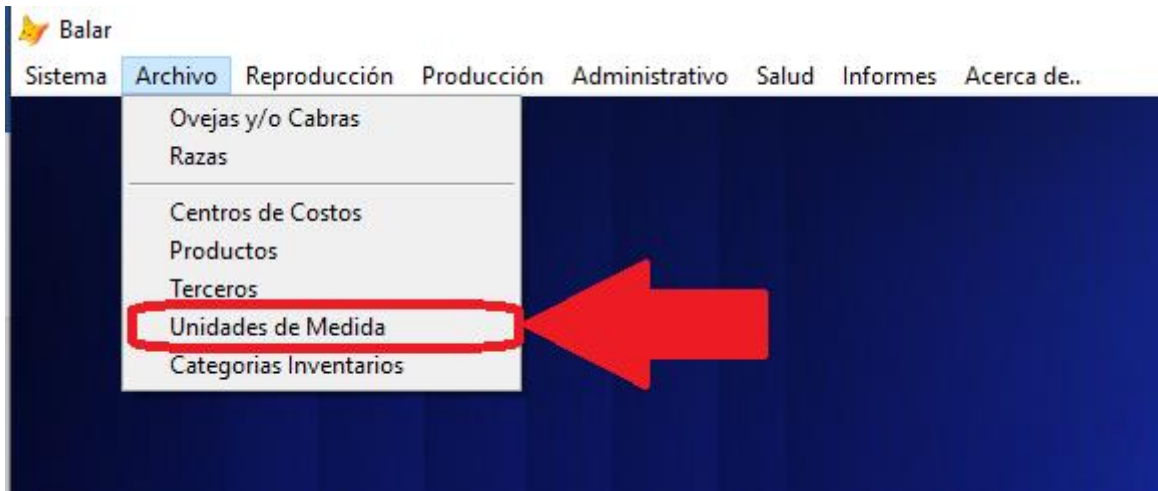 Balar
Sistema Archivo Reproducción Producción Administrativo Salud Informes Acerca de..
Ovejas y/o Cabras
Razas
Centros de Costos
Productos
Terceros
Unidades de Medida
Categorias Inventarios